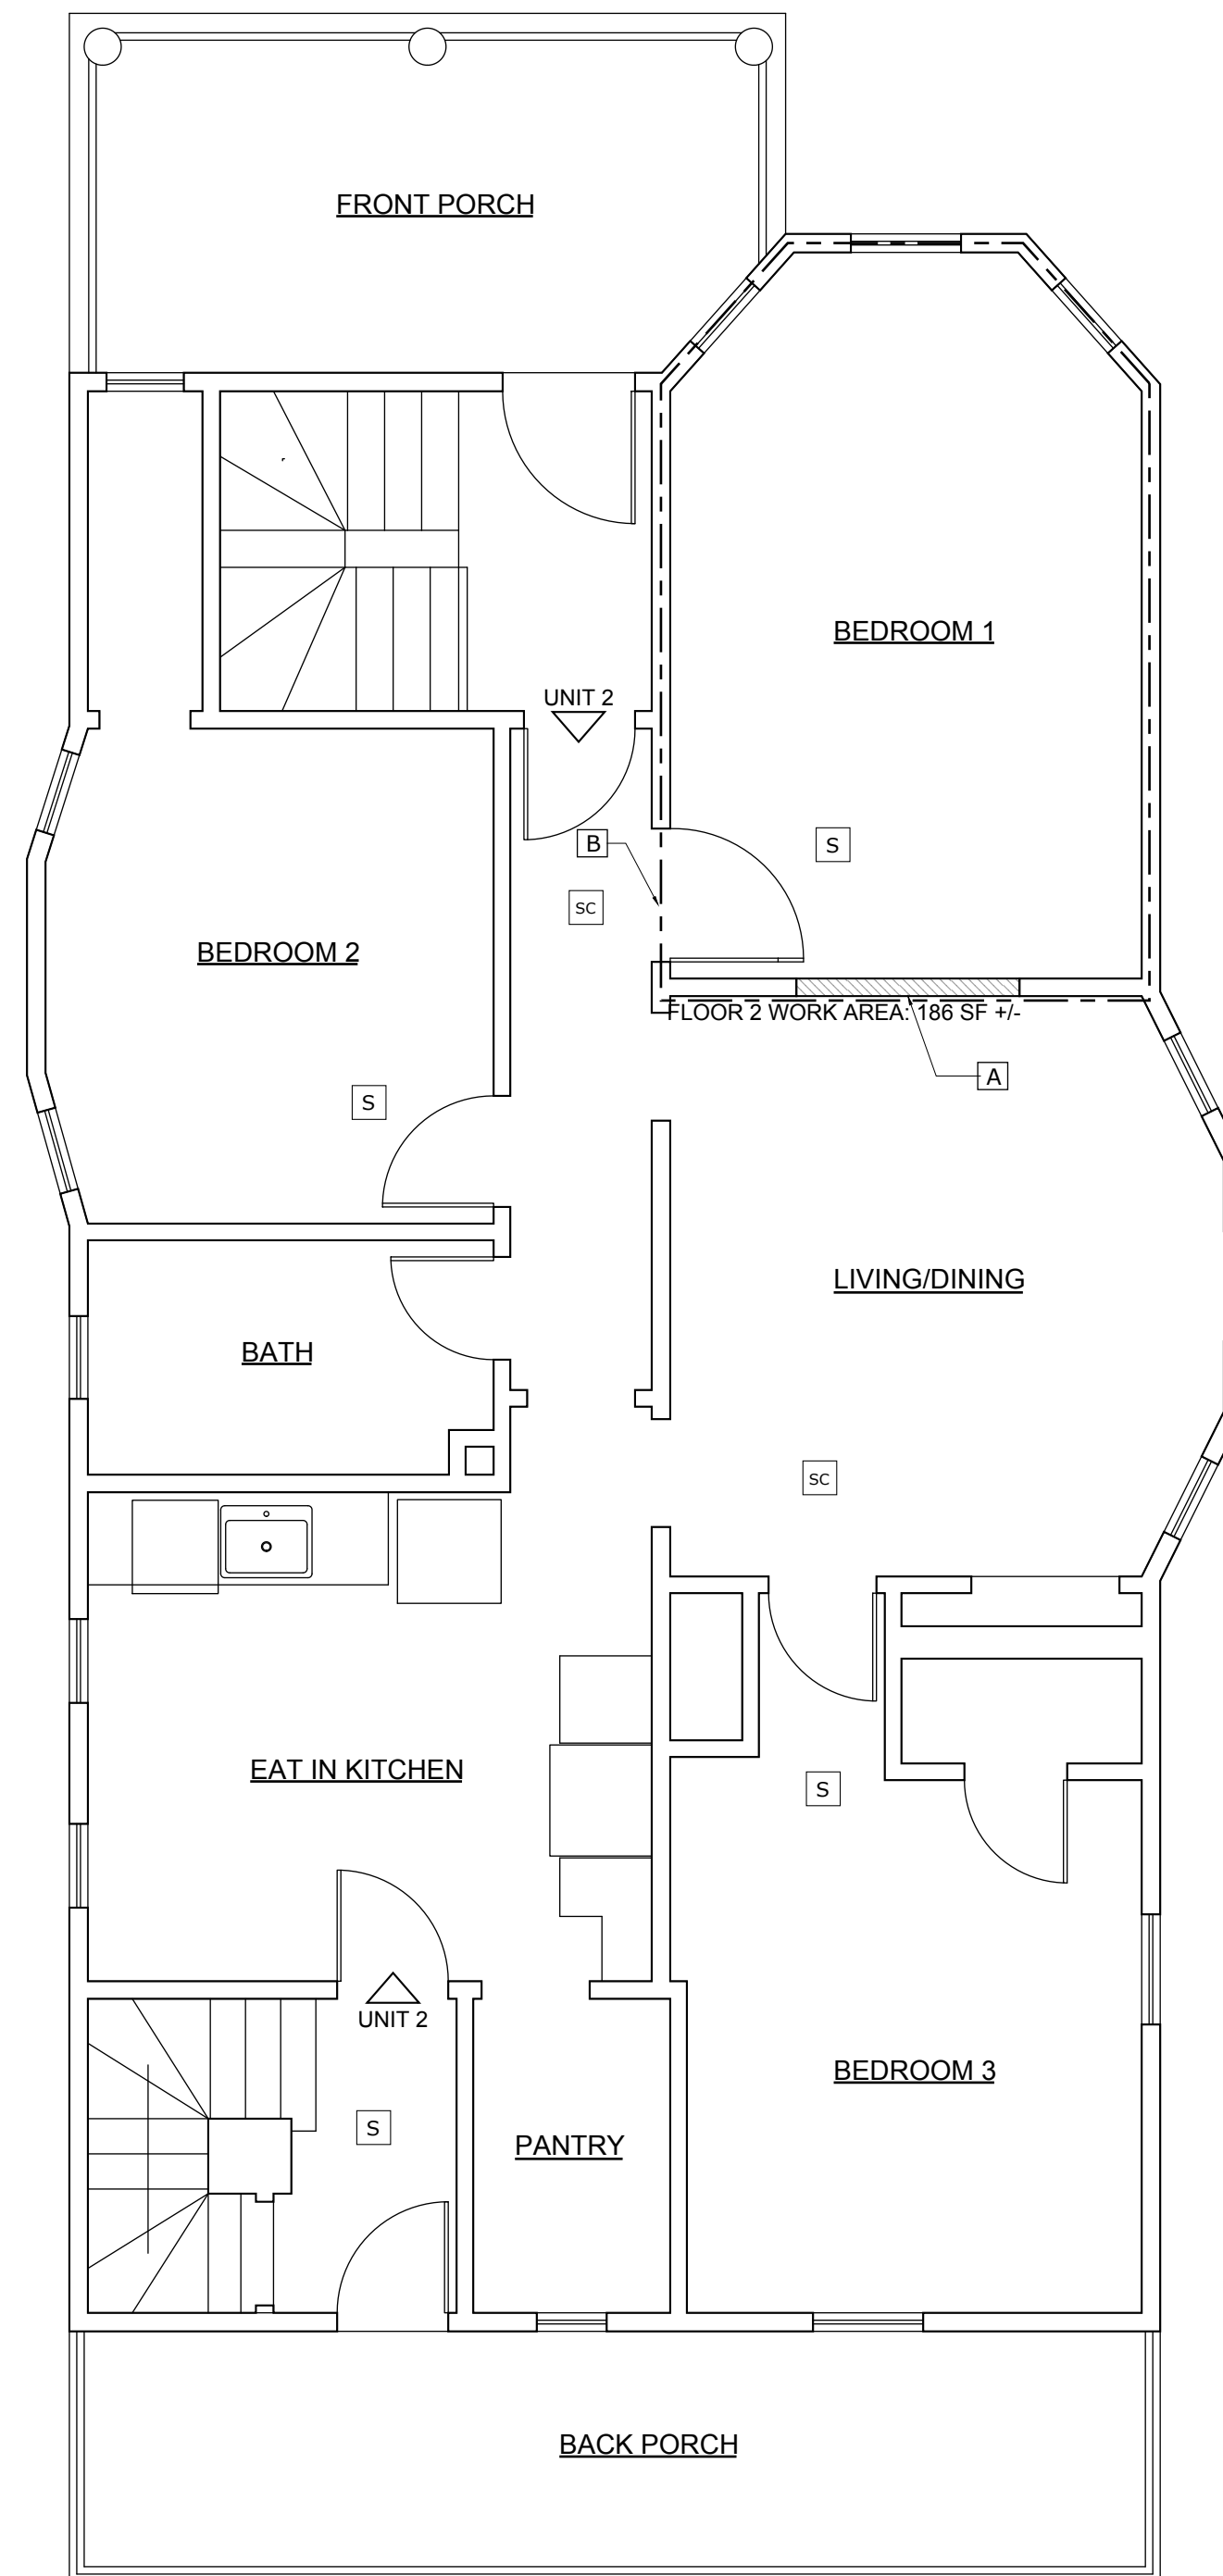 FRONT PORCH
BEDROOM 1
UNIT 2
B
S
SC
BEDROOM 2
FLOOR 2 WORK AREA: 186 SF +/-
A
S
LIVING/DINING
BATH
SC
EAT IN KITCHEN
S
UNIT 2
BEDROOM 3
S
PANTRY
BACK PORCH